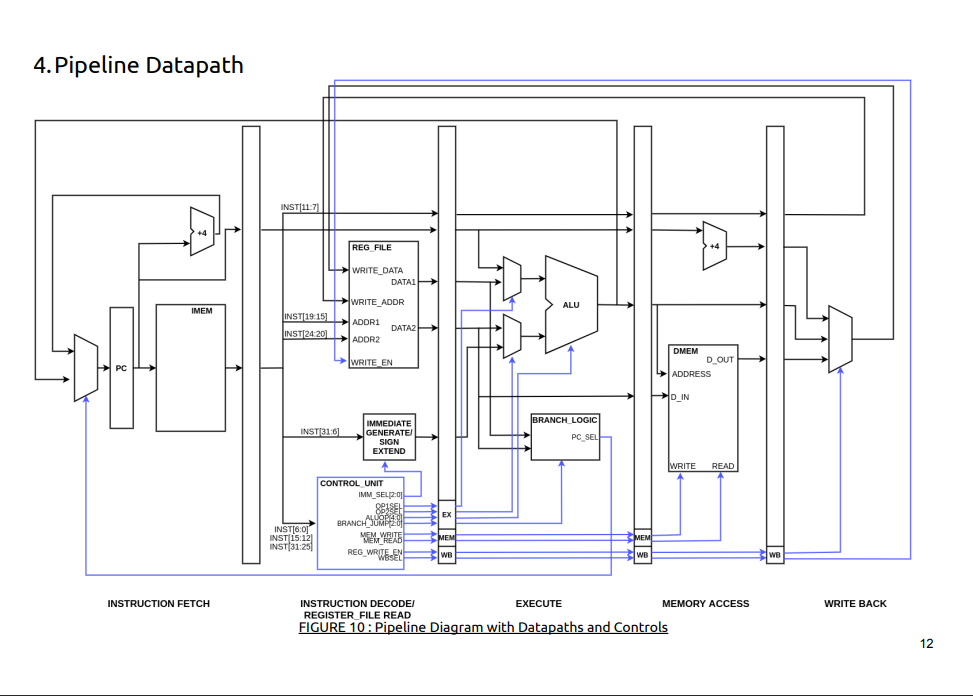 4. Pipeline Datapath
INST[11:7]
+4
+4
REG_FILE
WRITE_DATA
DATA1
WRITE_ADDR
IMEM
ALU
INST[19:15]
ADDR1
DATA2
INST[24:20]
ADDR2
WRITE_EN
PC
DMEM
D_OUT
ADDRESS
D_IN
WRITE
READ
IMMEDIATE
GENERATE/
SIGN
EXTEND
INST[31:6]
BRANCH_LOGIC
PC_SEL
CONTROL_UNIT
IMM_SEL[2:0]
OP1SEL
OP2SEL
ALUOP[4:0]
BRANCH_JUMP[2:0]
MEM_WRITE
MEM_READ
REG_WRITE_EN
WBSEL
INST[6:0]
INST[15:12]
INST[31:25]
EX
MEM
WB
MEM
WB
WB
INSTRUCTION FETCH
INSTRUCTION DECODE/
REGISTER_FILE READ
EXECUTE
MEMORY ACCESS
WRITE BACK
FIGURE 10 : Pipeline Diagram with Datapaths and Controls
12